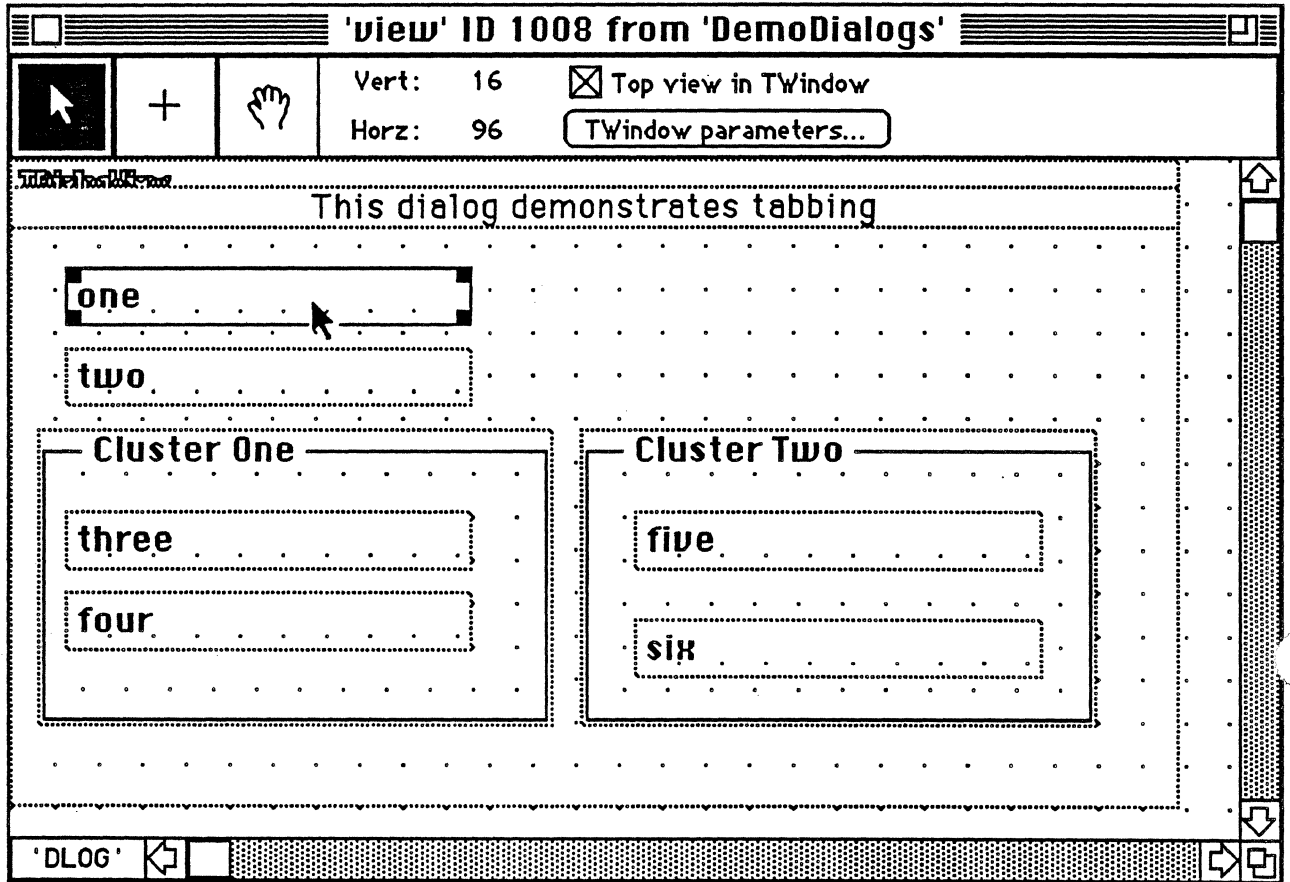 'view' ID 1008 from 'DemoDialogs'
Vert: 16
Top view in TWindow
Horz: 96
TWindow parameters...
This dialog demonstrates tabbing
one
two
Cluster One
Cluster Two
three
five
four
six
'DLOG'